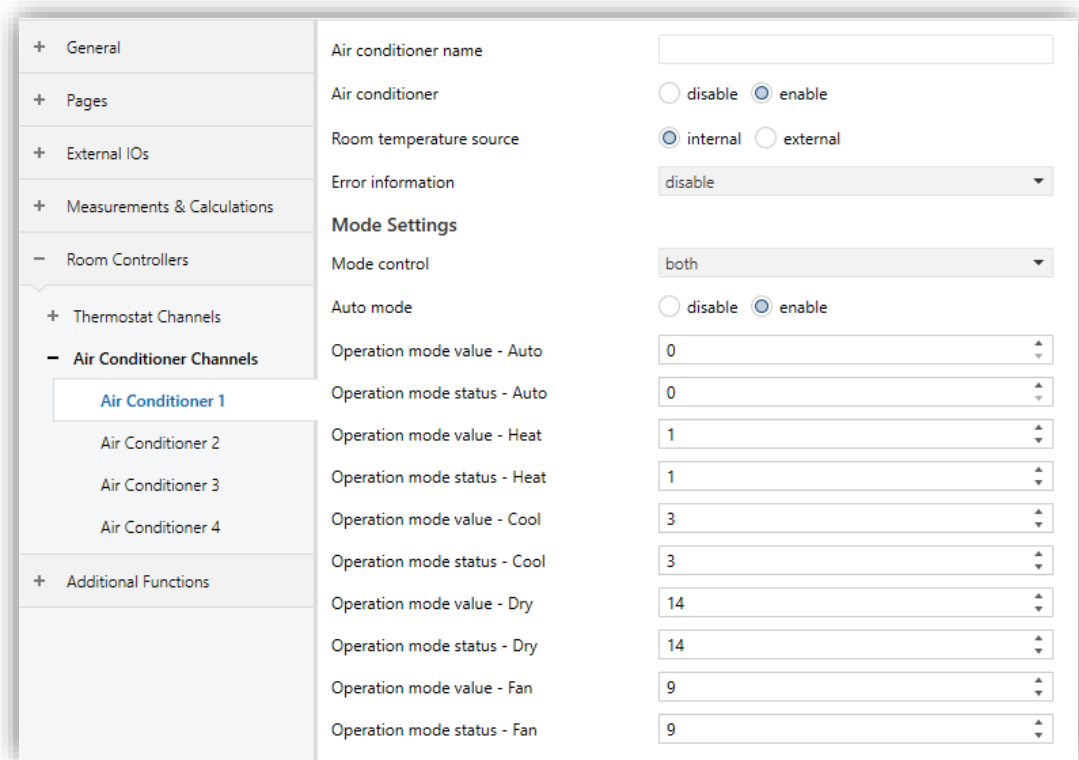 + General
+ Pages
+ External IOs
+ Measurements & Calculations
− Room Controllers
+ Thermostat Channels
− Air Conditioner Channels
Air Conditioner 1
Air Conditioner 2
Air Conditioner 3
Air Conditioner 4
+ Additional Functions
Air conditioner name
Air conditioner disable enable
Room temperature source internal external
Error information disable
Mode Settings
Mode control both
Auto mode disable enable
Operation mode value - Auto 0
Operation mode status - Auto 0
Operation mode value - Heat 1
Operation mode status - Heat 1
Operation mode value - Cool 3
Operation mode status - Cool 3
Operation mode value - Dry 14
Operation mode status - Dry 14
Operation mode value - Fan 9
Operation mode status - Fan 9